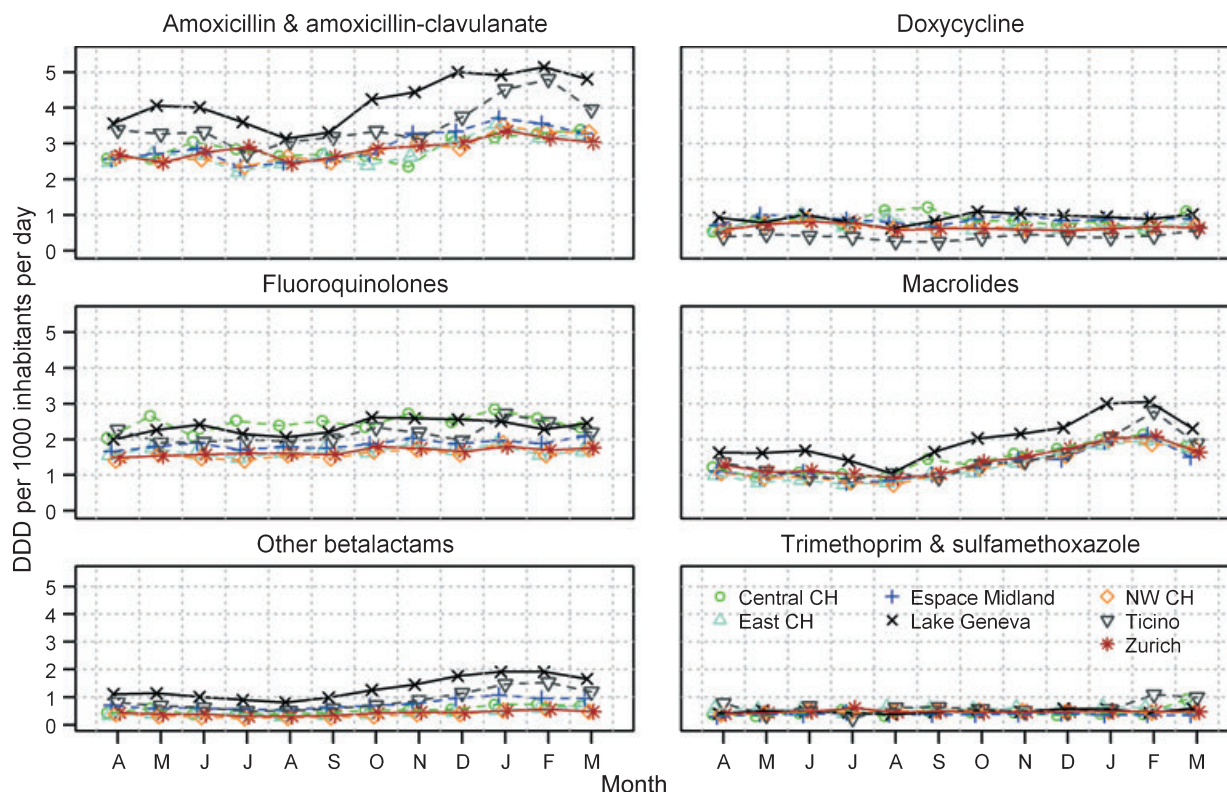 Amoxicillin & amoxicillin-clavulanate
Doxycycline
5
4
3
2
1
0
Fluoroquinolones
Macrolides
5
4
3
2
1
0
Other betalactams
Trimethoprim & sulfamethoxazole
5
4
3
2
1
0
Central CH
Espace Midland
NW CH
East CH
Lake Geneva
Ticino
Zurich
A M J J A S O N D J F M
A M J J A S O N D J F M
Month
DDD per 1000 inhabitants per day